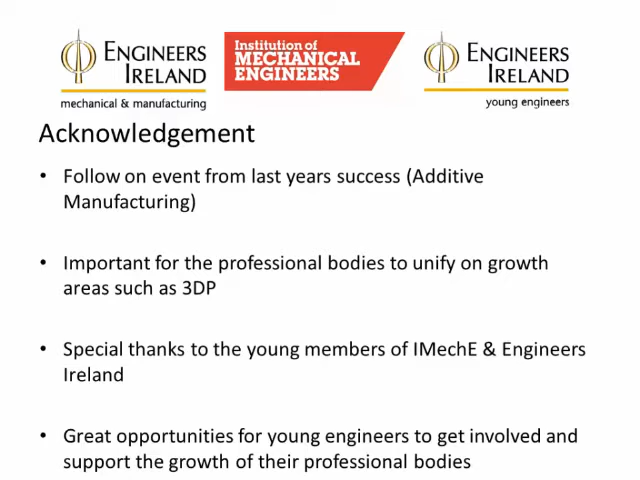 ENGINEERS
IRELAND
mechanical & manufacturing
Institution of
MECHANICAL
ENGINEERS
ENGINEERS
IRELAND
young engineers
Acknowledgement
• Follow on event from last years success (Additive
Manufacturing)
• Important for the professional bodies to unify on growth
areas such as 3DP
• Special thanks to the young members of IMechE & Engineers
Ireland
• Great opportunities for young engineers to get involved and
support the growth of their professional bodies